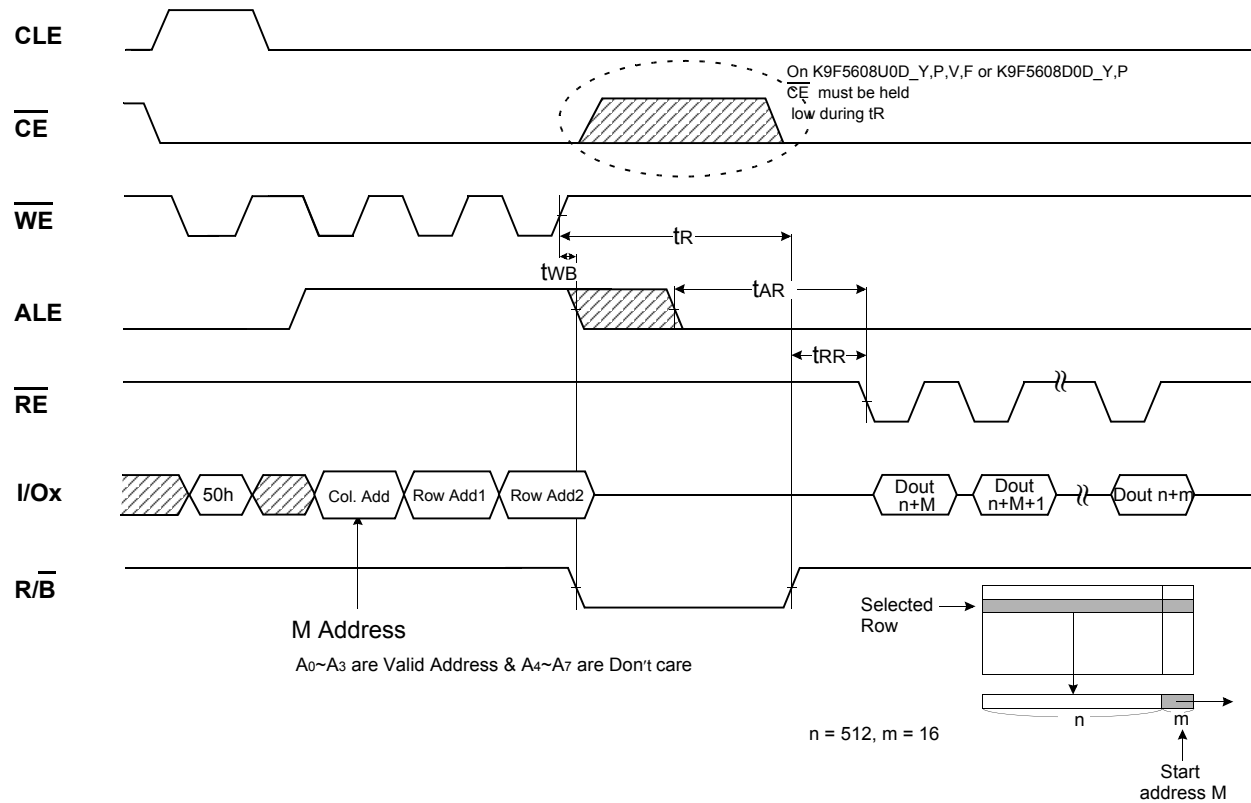 CLE
On K9F5608U0D_Y,P,V,F or K9F5608D0D_Y,P
CE must be held
low during tR
CE
WE
tR
tWB
tAR
ALE
tRR
RE
I/Ox
50h
Col. Add
Row Add1
Row Add2
Dout
n+M
Dout
n+M+1
Dout n+m
R/B
M Address
A0~A3 are Valid Address & A4~A7 are Don't care
Selected
Row
n
m
n = 512, m = 16
Start
address M